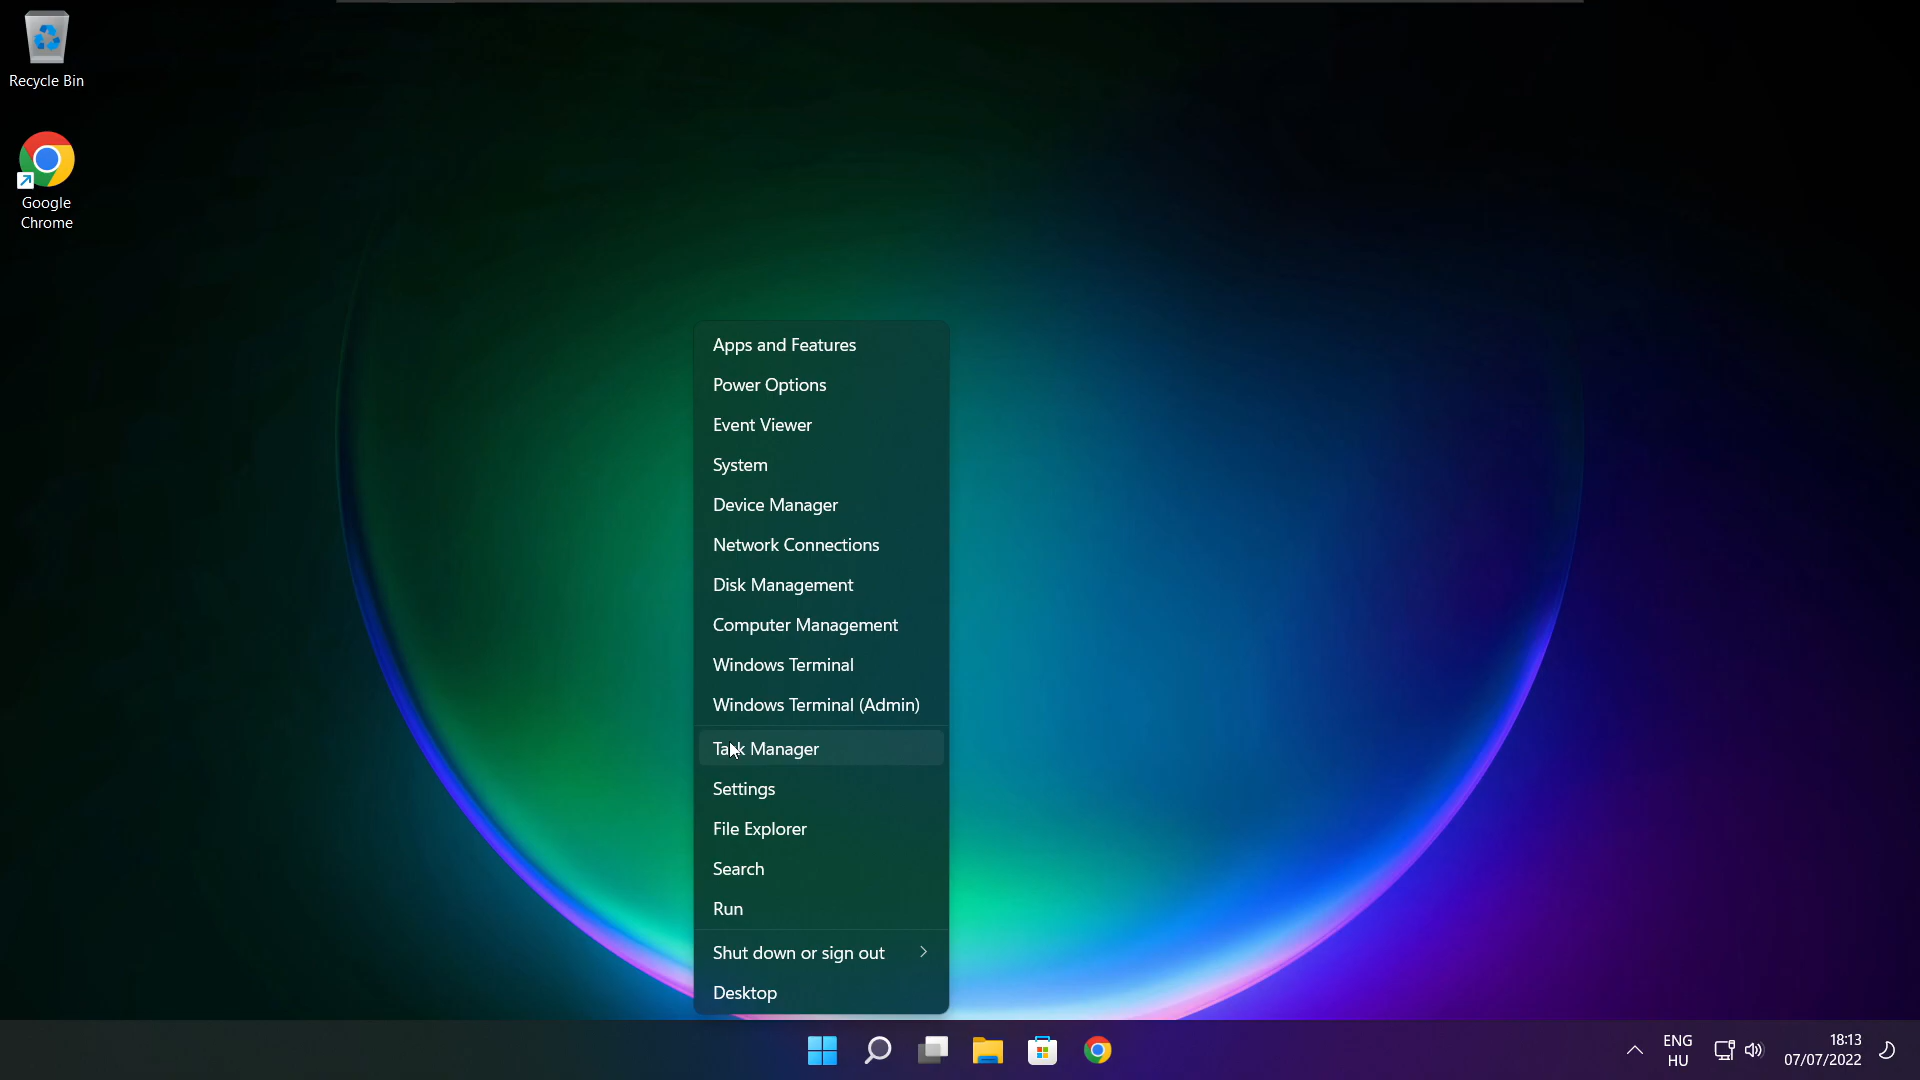 Recycle Bin
Google
Chrome
Apps and Features
Power Options
Event Viewer
System
Device Manager
Network Connections
Disk Management
Computer Management
Windows Terminal
Windows Terminal (Admin)
Task Manager
Settings
File Explorer
Search
Run
Shut down or sign out
Desktop
ENG
HU
18:13
07/07/2022